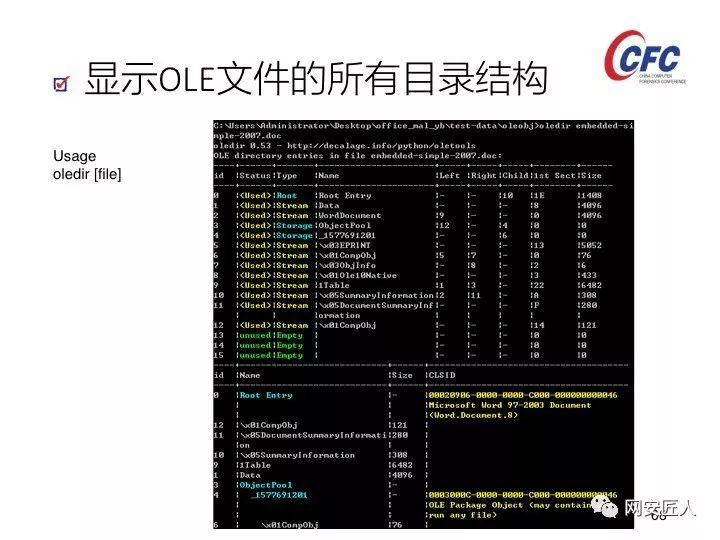 显示OLE文件的所有目录结构
CFC
CHINA COMPUTER
FORENSICS CONFERENCE
Usage
oledir [file]
C:\Users\Administrator\Desktop\office_mal_yb\test-data\oleobj>oledir embedded-si
mple-2007.doc
oledir 0.53 - http://decalage.info/python/oletools
OLE directory entries in file embedded-simple-2007.doc:
id |Status|Type |Name |Left |Right|Child|1st Sect|Size
0 |<Used>|Root |Root Entry |- |- |10 |1E |1408
1 |<Used>|Stream |Data |- |- |- |8 |4096
2 |<Used>|Stream |WordDocument |9 |- |- |0 |4096
3 |<Used>|Storage|ObjectPool |12 |- |4 |0 |0
4 |<Used>|Storage|_1577691201 |- |- |6 |0 |0
5 |<Used>|Stream |\x03EPRINT |- |- |- |13 |5052
6 |<Used>|Stream |\x01CompObj |5 |7 |- |0 |76
7 |<Used>|Stream |\x03ObjInfo |- |8 |- |2 |6
8 |<Used>|Stream |\x01Ole10Native |- |- |- |3 |433
9 |<Used>|Stream |1Table |1 |3 |- |22 |6482
10 |<Used>|Stream |\x05SummaryInformation|2 |11 |- |A |308
11 |<Used>|Stream |\x05DocumentSummaryInf|- |- |- |F |280
| | |ormation | | | | |
12 |<Used>|Stream |\x01CompObj |- |- |- |14 |121
13 |unused|Empty | |- |- |- |0 |0
14 |unused|Empty | |- |- |- |0 |0
15 |unused|Empty | |- |- |- |0 |0
id |Name |Size |CLSID
0 |Root Entry |- |00020906-0000-0000-C000-000000000046
| | |Microsoft Word 97-2003 Document
| | |(Word.Document.8)
12 |\x01CompObj |121 |
11 |\x05DocumentSummaryInformati|280 |
|on | |
10 |\x05SummaryInformation |308 |
9 |1Table |6482 |
1 |Data |4096 |
3 |ObjectPool |- |
4 | _1577691201 |- |0003000C-0000-0000-C000-000000000046
| | |OLE Package Object (may contain
| | |run any file)
6 | \x01CompObj |76 |
网安匠人
68